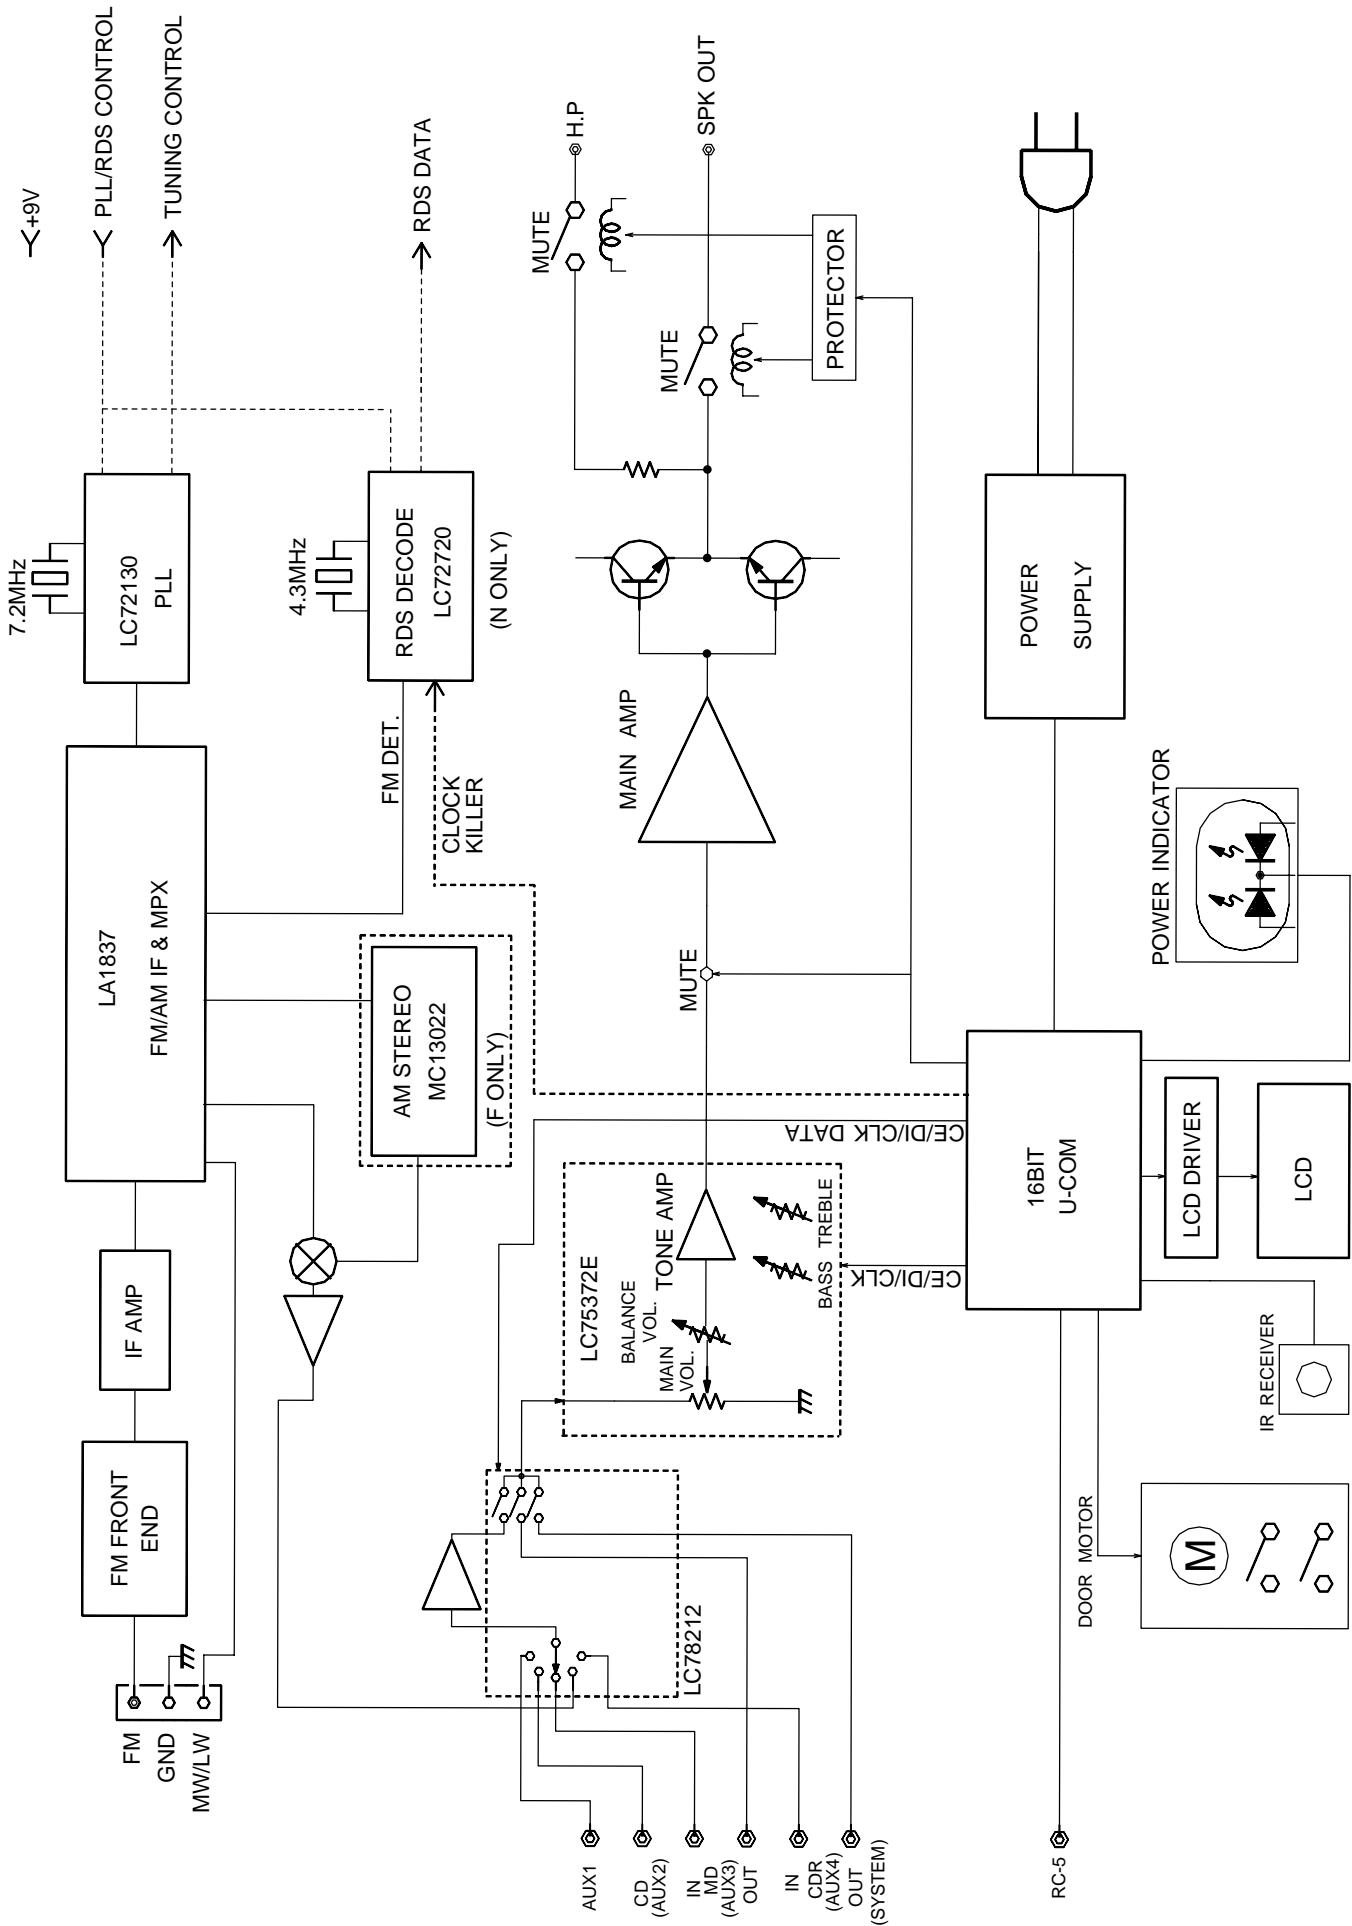 +9V
PLL/RDS CONTROL
TUNING CONTROL
7.2MHz
LC72130
PLL
4.3MHz
RDS DECODE
LC72720
(N ONLY)
RDS DATA
LA1837
FM/AM IF & MPX
FM DET.
CLOCK
KILLER
AM STEREO
MC13022
(F ONLY)
IF AMP
FM FRONT
END
FM
GND
MW/LW
H.P
SPK OUT
MUTE
MUTE
PROTECTOR
MAIN AMP
MUTE
LC75372E
BALANCE
VOL.
MAIN
VOL.
TONE AMP
BASS
TREBLE
CE/DI/CLK DATA
CE/DI/CLK
LC78212
AUX1
CD
(AUX2)
IN
MD
(AUX3)
OUT
IN
CDR
(AUX4)
OUT
(SYSTEM)
RC-5
POWER
SUPPLY
POWER INDICATOR
16BIT
U-COM
LCD DRIVER
LCD
IR RECEIVER
DOOR MOTOR
M